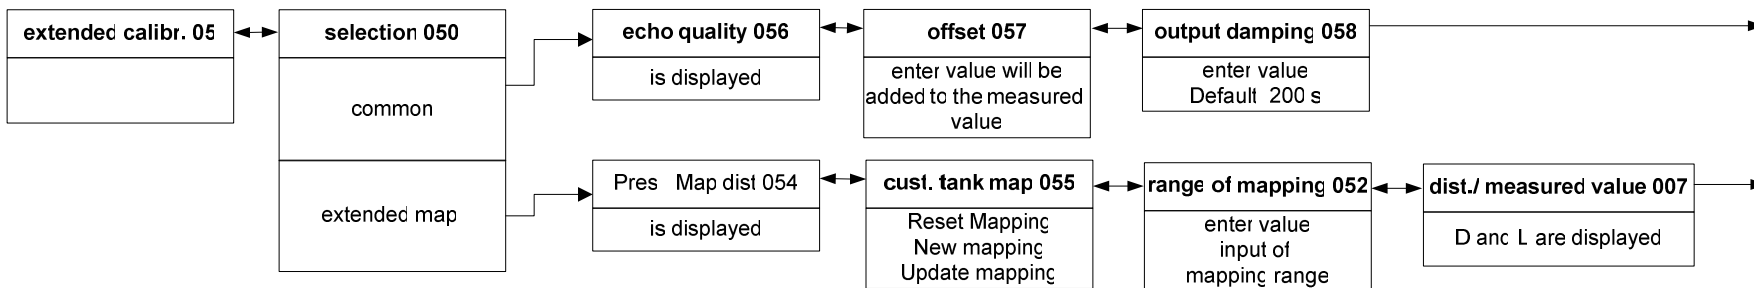 extended calibr. 05
selection 050
common
extended map
echo quality 056
is displayed
offset 057
enter value will be
added to the measured
value
output damping 058
enter value
Default 200 s
Pres Map dist 054
is displayed
cust. tank map 055
Reset Mapping
New mapping
Update mapping
range of mapping 052
enter value
input of
mapping range
dist./ measured value 007
D and L are displayed